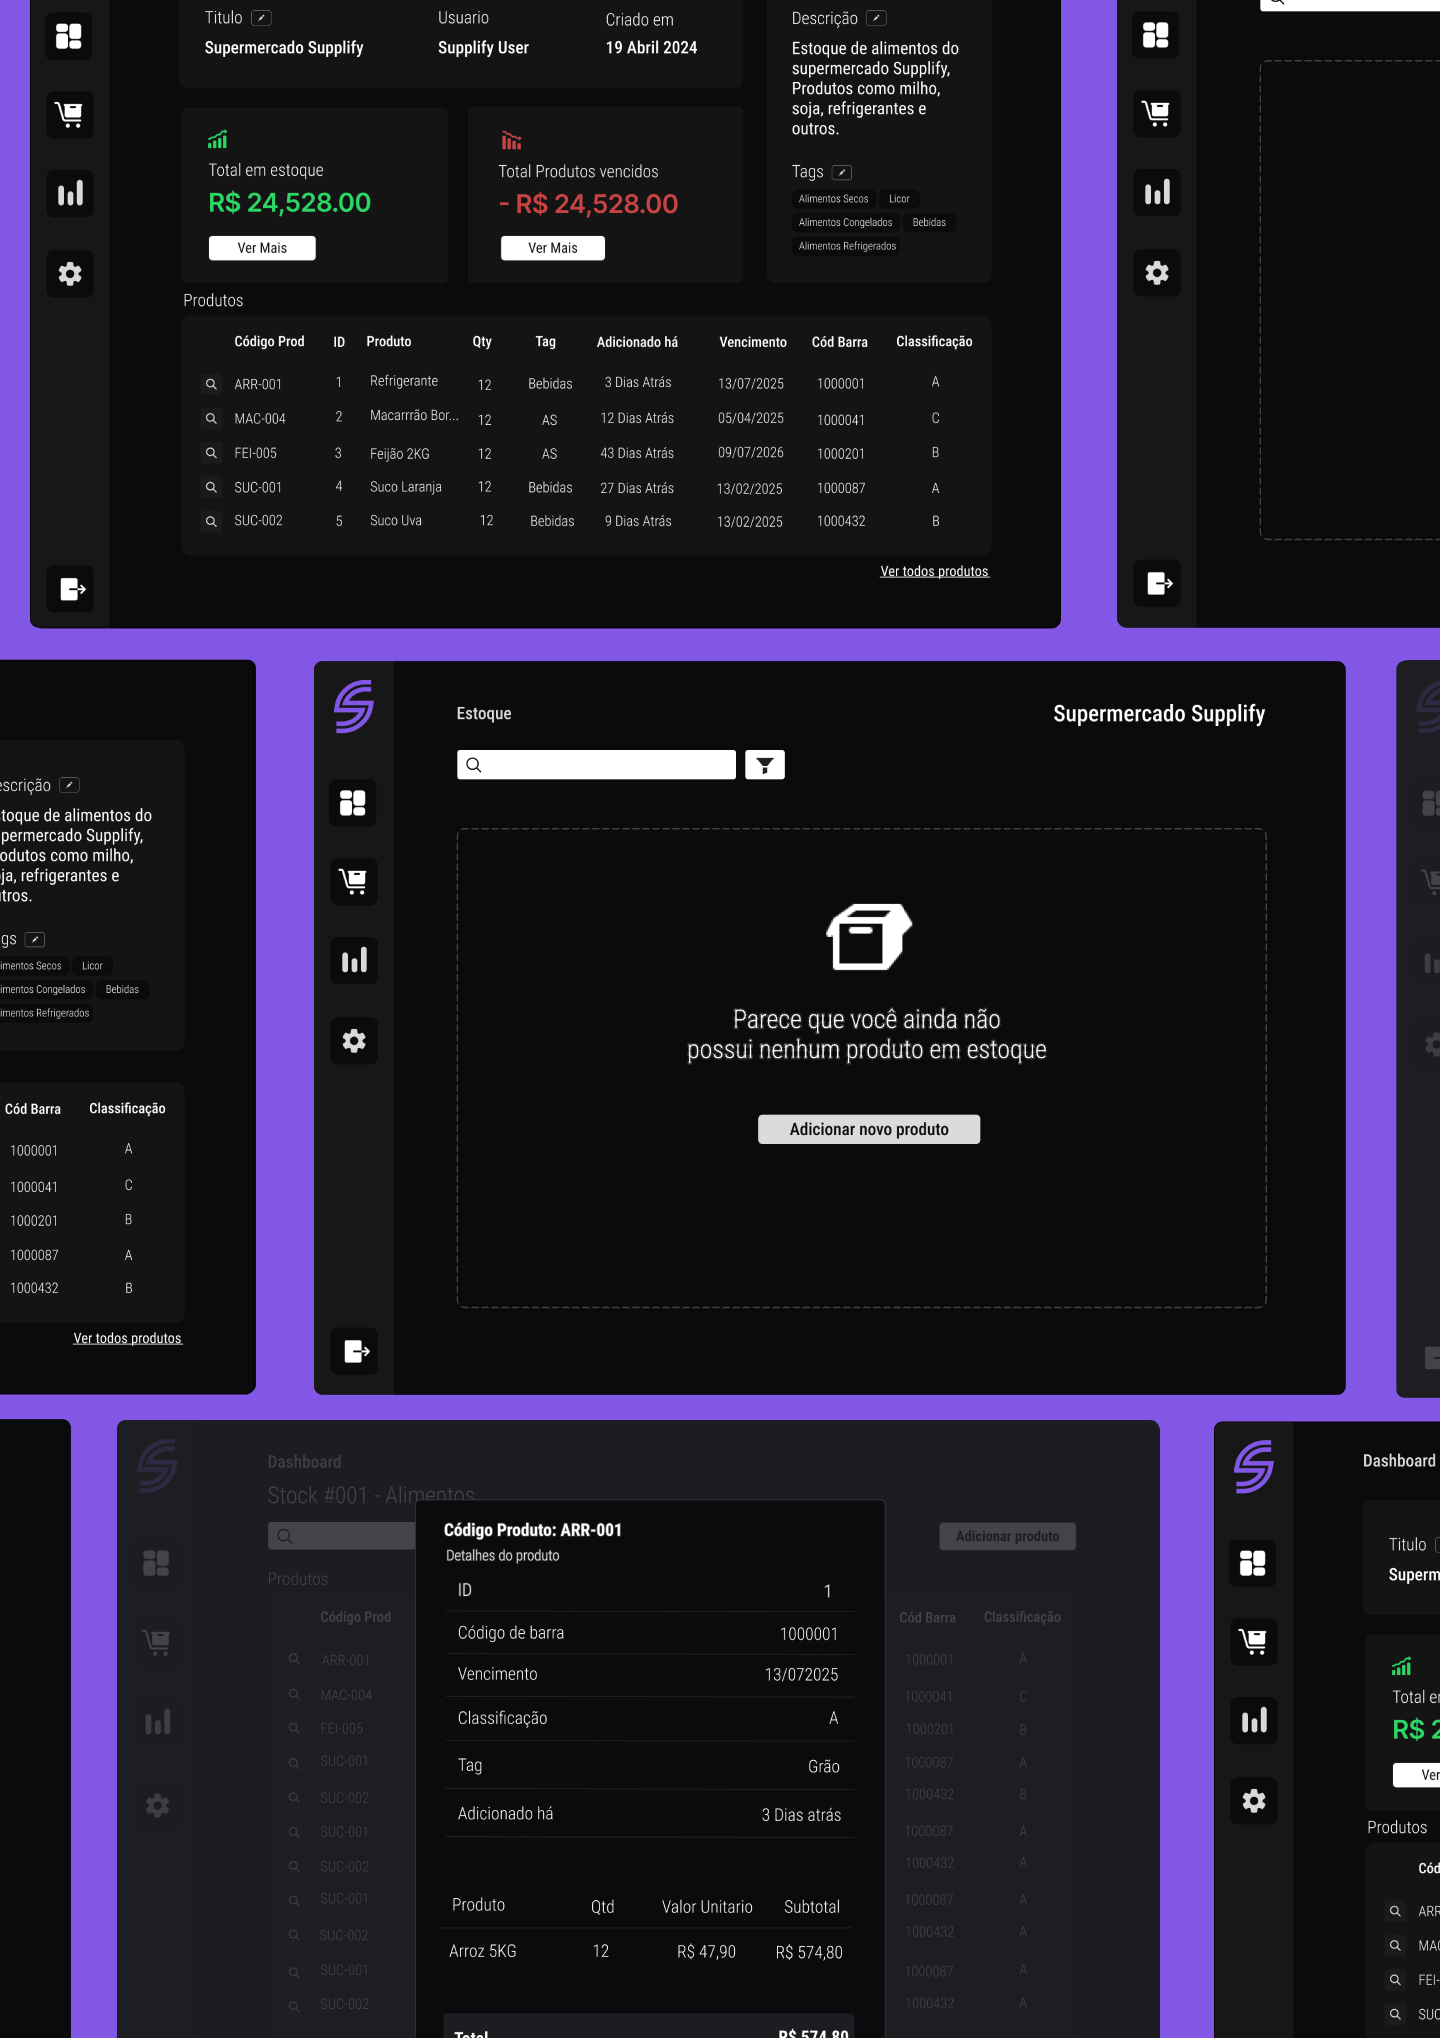 Titulo
Supermercado Supplify
Usuario
Supplify User
Criado em
19 Abril 2024
Descrição
Estoque de alimentos do
supermercado Supplify,
Produtos como milho,
soja, refrigerantes e
outros.
Tags
Alimentos Secos Licor
Alimentos Congelados Bebidas
Alimentos Refrigerados
Total em estoque
R$ 24,528.00
Ver Mais
Total Produtos vencidos
- R$ 24,528.00
Ver Mais
Produtos
Código Prod ID Produto Qty Tag Adicionado há Vencimento Cód Barra Classificação
ARR-001 1 Refrigerante 12 Bebidas 3 Dias Atrás 13/07/2025 1000001 A
MAC-004 2 Macarrrão Bor... 12 AS 12 Dias Atrás 05/04/2025 1000041 C
FEI-005 3 Feijão 2KG 12 AS 43 Dias Atrás 09/07/2026 1000201 B
SUC-001 4 Suco Laranja 12 Bebidas 27 Dias Atrás 13/02/2025 1000087 A
SUC-002 5 Suco Uva 12 Bebidas 9 Dias Atrás 13/02/2025 1000432 B
Ver todos produtos
escrição
toque de alimentos do
permercado Supplify,
odutos como milho,
ja, refrigerantes e
tros.
gs
imentos Secos Licor
imentos Congelados Bebidas
imentos Refrigerados
Cód Barra Classificação
1000001 A
1000041 C
1000201 B
1000087 A
1000432 B
Ver todos produtos
Estoque
Supermercado Supplify
Parece que você ainda não
possui nenhum produto em estoque
Adicionar novo produto
Dashboard
Stock #001 - Alimentos
Adicionar produto
Produtos
Código Prod
ARR-001
MAC-004
FEI-005
SUC-001
SUC-002
SUC-001
SUC-002
SUC-001
SUC-002
SUC-001
SUC-002
Código Produto: ARR-001
Detalhes do produto
ID 1
Código de barra 1000001
Vencimento 13/072025
Classificação A
Tag Grão
Adicionado há 3 Dias atrás
Produto Qtd Valor Unitario Subtotal
Arroz 5KG 12 R$ 47,90 R$ 574,80
Total R$ 574,80
Cód Barra Classificação
1000001 A
1000041 C
1000201 B
1000087 A
1000432 B
1000087 A
1000432 A
1000087 A
1000432 A
1000087 A
1000432 A
Dashboard
Titulo
Superm
Total e
R$ 2
Ver
Produtos
Cód
ARR
MAC
FEI-
SUC